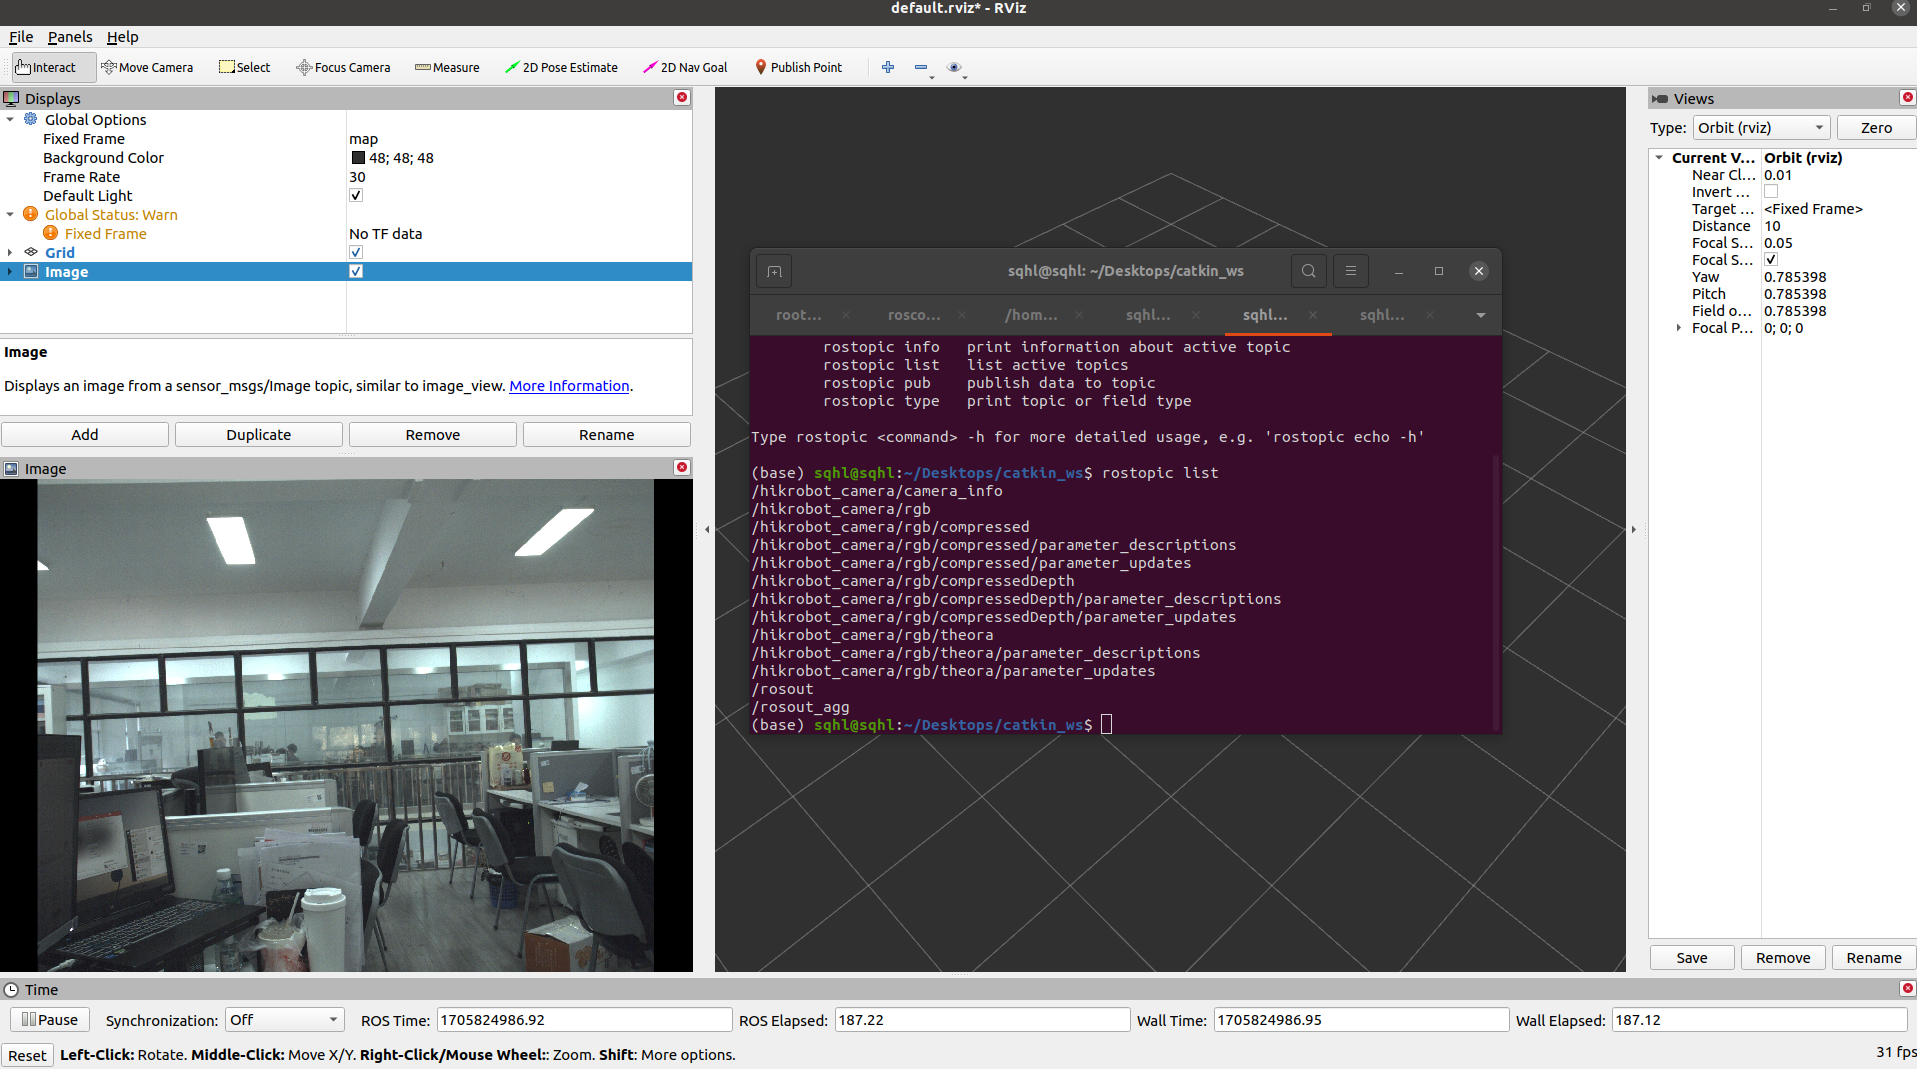 default.rviz* - RViz
File Panels Help
Interact Move Camera Select Focus Camera Measure 2D Pose Estimate 2D Nav Goal Publish Point
Displays
Global Options
Fixed Frame map
Background Color 48; 48; 48
Frame Rate 30
Default Light
Global Status: Warn
Fixed Frame No TF data
Grid
Image
Image
Displays an image from a sensor_msgs/Image topic, similar to image_view. More Information.
Add Duplicate Remove Rename
Image
sqhl@sqhl: ~/Desktops/catkin_ws
root... rosco... /hom... sqhl... sqhl... sqhl...
rostopic info print information about active topic
rostopic list list active topics
rostopic pub publish data to topic
rostopic type print topic or field type
Type rostopic <command> -h for more detailed usage, e.g. 'rostopic echo -h'
(base) sqhl@sqhl:~/Desktops/catkin_ws$ rostopic list
/hikrobot_camera/camera_info
/hikrobot_camera/rgb
/hikrobot_camera/rgb/compressed
/hikrobot_camera/rgb/compressed/parameter_descriptions
/hikrobot_camera/rgb/compressed/parameter_updates
/hikrobot_camera/rgb/compressedDepth
/hikrobot_camera/rgb/compressedDepth/parameter_descriptions
/hikrobot_camera/rgb/compressedDepth/parameter_updates
/hikrobot_camera/rgb/theora
/hikrobot_camera/rgb/theora/parameter_descriptions
/hikrobot_camera/rgb/theora/parameter_updates
/rosout
/rosout_agg
(base) sqhl@sqhl:~/Desktops/catkin_ws$
Views
Type: Orbit (rviz) Zero
Current V... Orbit (rviz)
Near Cl... 0.01
Invert ...
Target ... <Fixed Frame>
Distance 10
Focal S... 0.05
Focal S...
Yaw 0.785398
Pitch 0.785398
Field o... 0.785398
Focal P... 0; 0; 0
Save Remove Rename
Time
Pause Synchronization: Off ROS Time: 1705824986.92 ROS Elapsed: 187.22 Wall Time: 1705824986.95 Wall Elapsed: 187.12
Reset Left-Click: Rotate. Middle-Click: Move X/Y. Right-Click/Mouse Wheel:: Zoom. Shift: More options. 31 fps